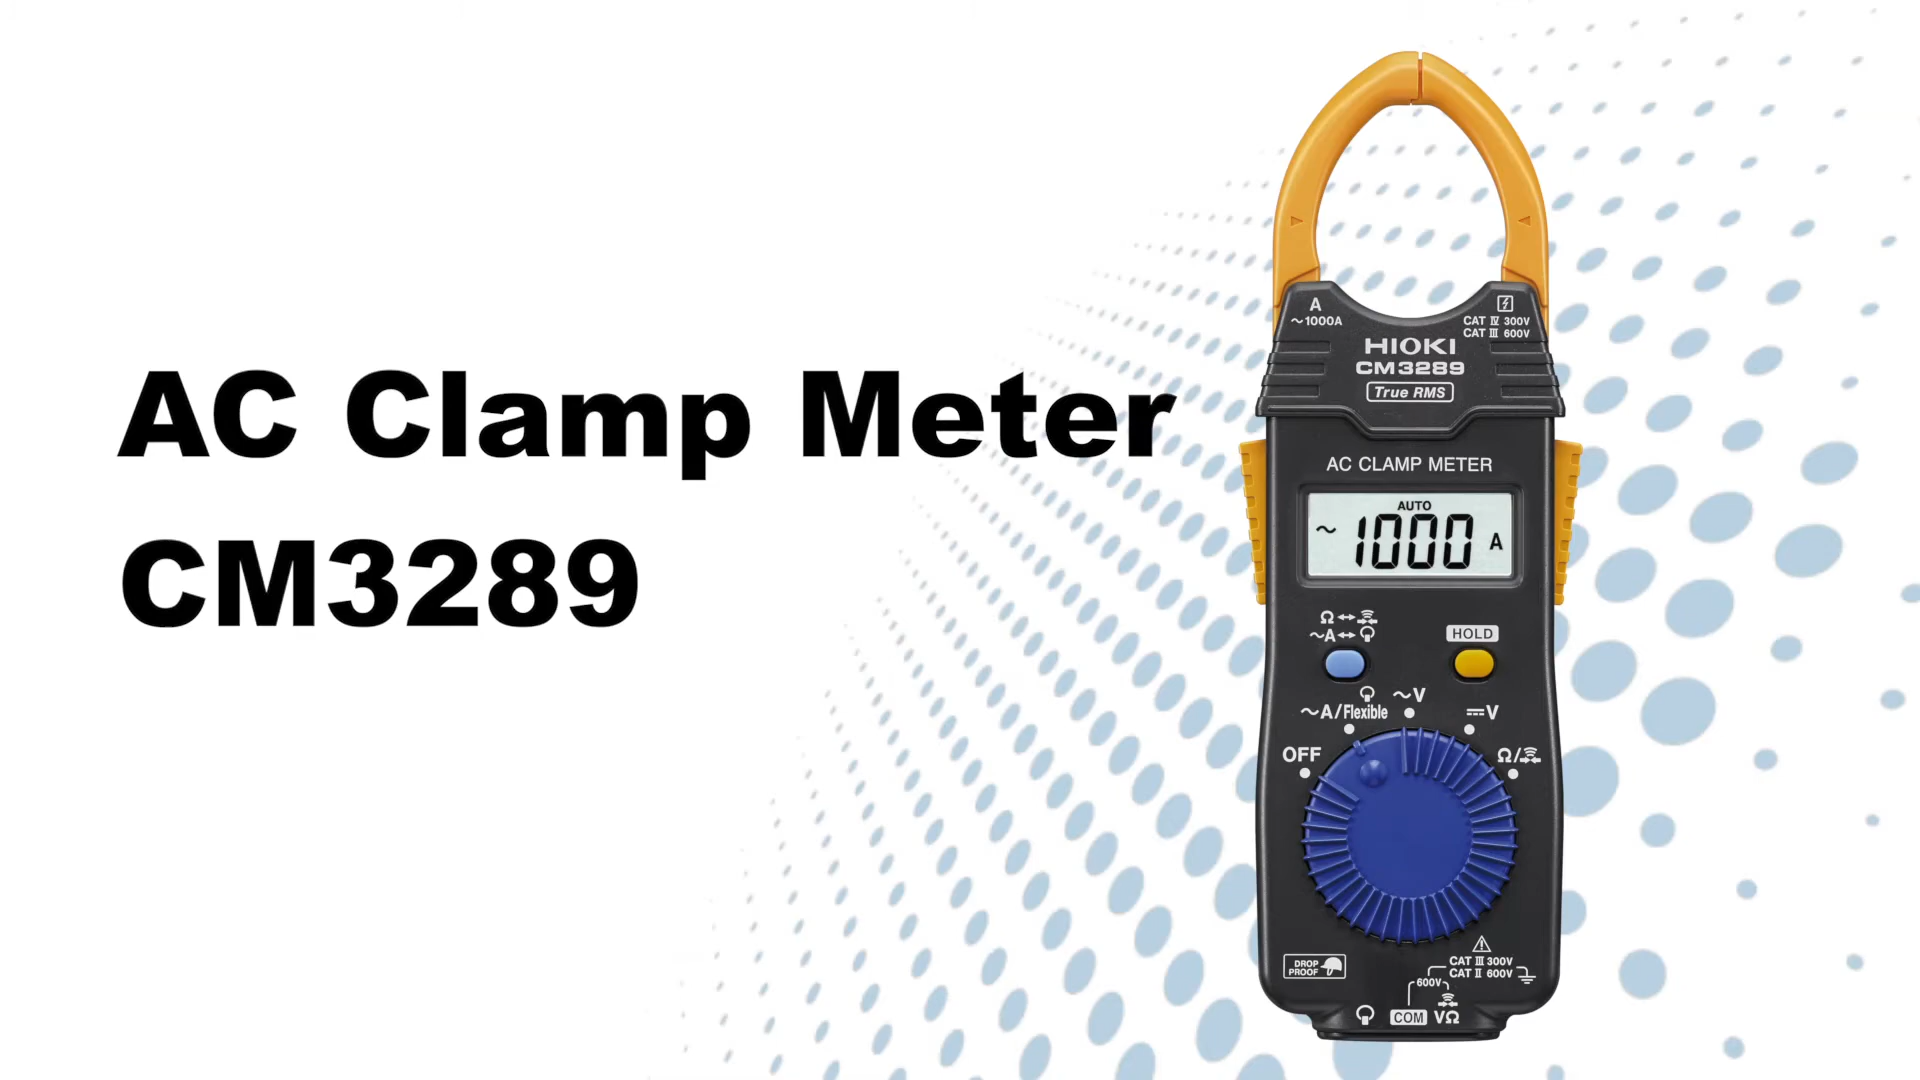 AC Clamp Meter
CM3289
A
~1000A
CAT Ⅳ 300V
CAT Ⅲ 600V
HIOKI
CM3289
True RMS
AC CLAMP METER
AUTO
~ 1000 A
Ω↔
~A↔
HOLD
~A/Flexible
~V
⎓V
OFF
Ω/
DROP
PROOF
CAT Ⅲ 300V
CAT Ⅱ 600V
600V
COM VΩ